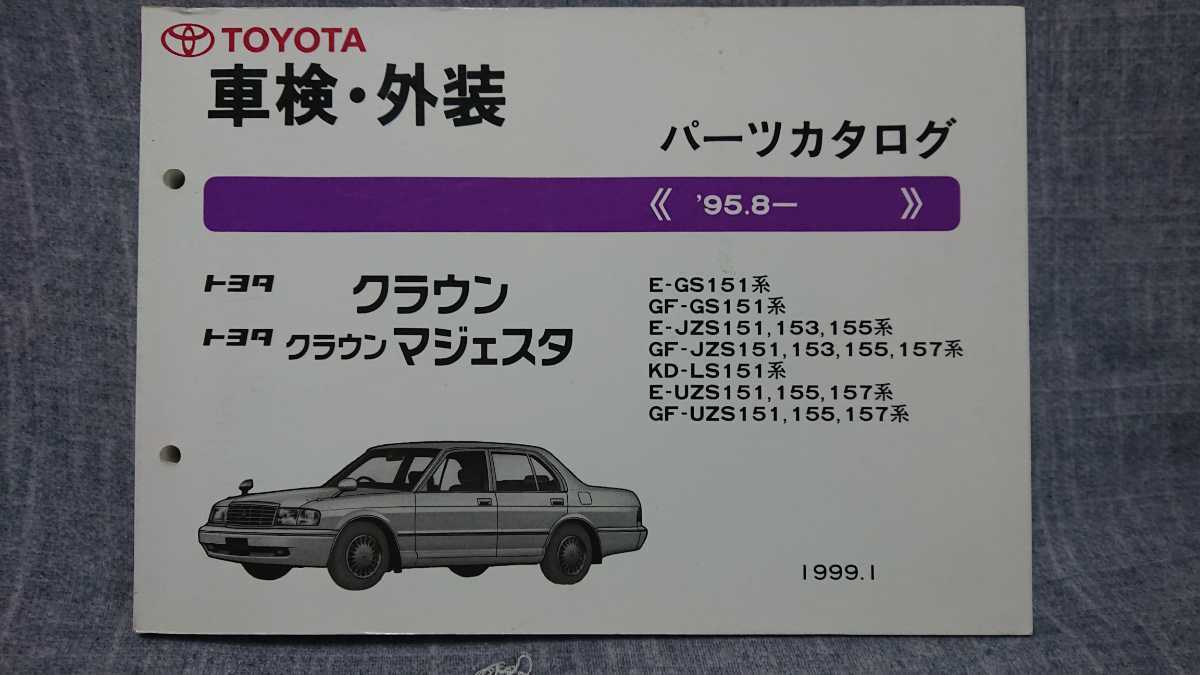 TOYOTA
車検・外装
パーツカタログ
《 '95.8ー 》
トヨタ クラウン
トヨタ クラウン マジェスタ
E-GS151系
GF-GS151系
E-JZS151,153,155系
GF-JZS151,153,155,157系
KD-LS151系
E-UZS151,155,157系
GF-UZS151,155,157系
1999.1